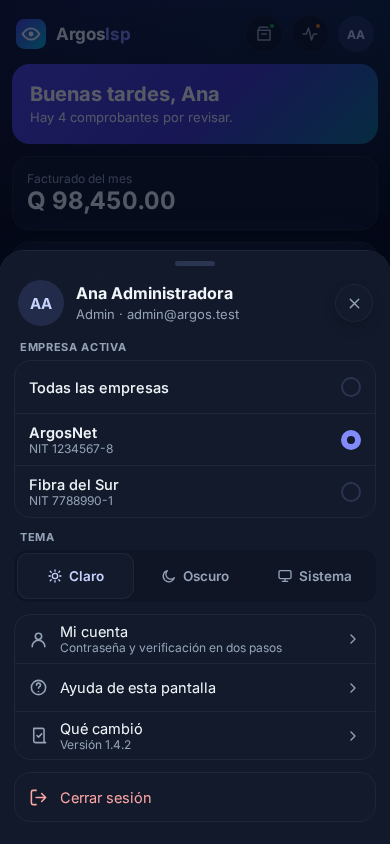 ArgosIsp
AA
Buenas tardes, Ana
Hay 4 comprobantes por revisar.
Facturado del mes
Q 98,450.00
AA
Ana Administradora
Admin · admin@argos.test
EMPRESA ACTIVA
Todas las empresas
ArgosNet
NIT 1234567-8
Fibra del Sur
NIT 7788990-1
TEMA
Claro
Oscuro
Sistema
Mi cuenta
Contraseña y verificación en dos pasos
Ayuda de esta pantalla
Qué cambió
Versión 1.4.2
Cerrar sesión